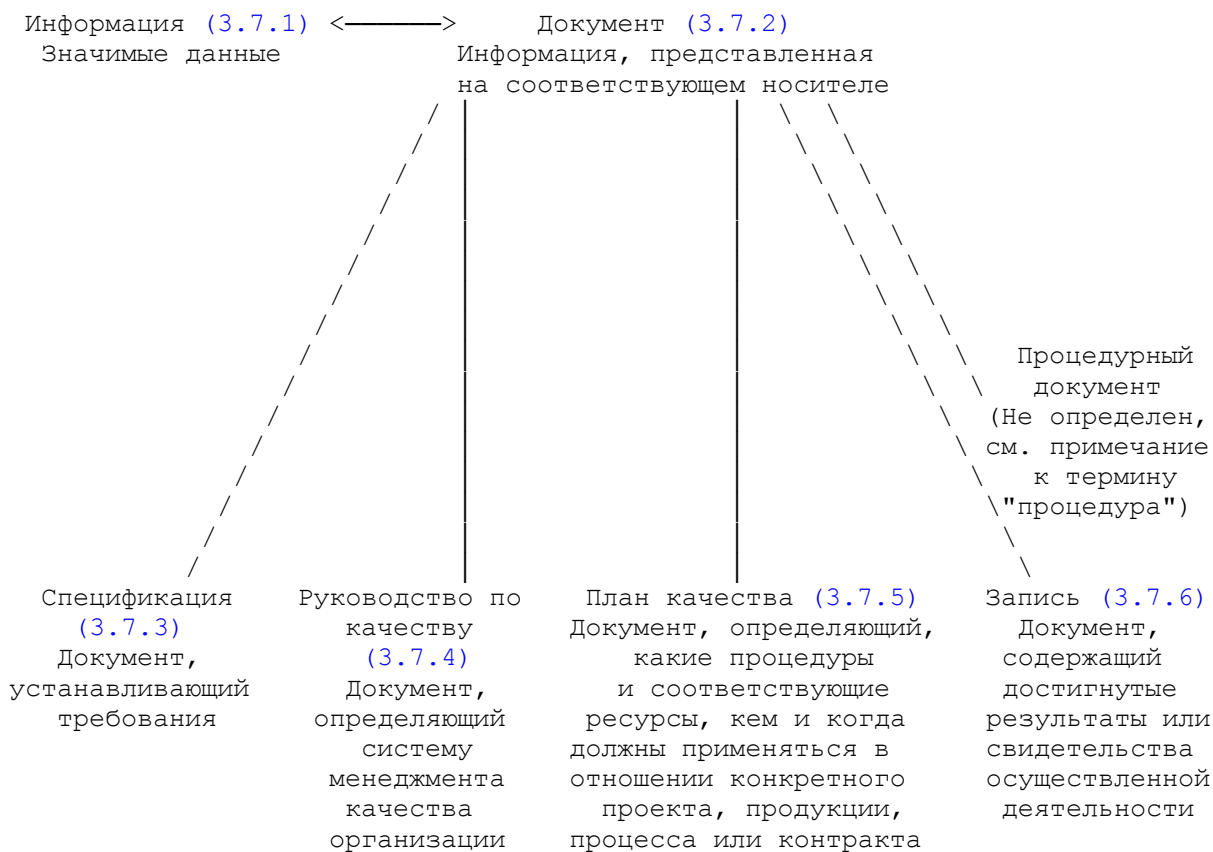 Информация (3.7.1) <──────> Документ (3.7.2)
Значимые данные Информация, представленная
на соответствующем носителе
Процедурный
документ
(Не определен,
см. примечание
к термину
"процедура")
Спецификация
(3.7.3)
Документ,
устанавливающий
требования
Руководство по
качеству
(3.7.4)
Документ,
определяющий
систему
менеджмента
качества
организации
План качества (3.7.5)
Документ, определяющий,
какие процедуры
и соответствующие
ресурсы, кем и когда
должны применяться в
отношении конкретного
проекта, продукции,
процесса или контракта
Запись (3.7.6)
Документ,
содержащий
достигнутые
результаты или
свидетельства
осуществленной
деятельности